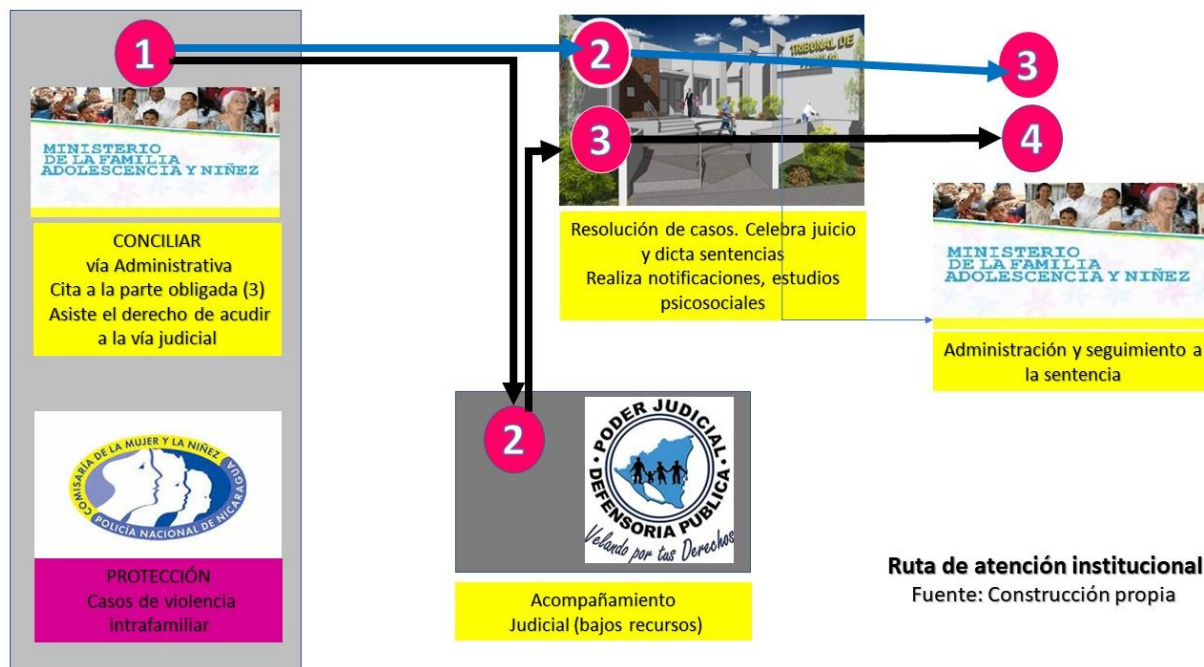 1
MINISTERIO
DE LA FAMILIA
ADOLESCENCIA Y NIÑEZ
CONCILIAR
vía Administrativa
Cita a la parte obligada (3)
Asiste el derecho de acudir
a la vía judicial
COMISARÍA DE LA MUJER Y LA NIÑEZ
POLICÍA NACIONAL DE NICARAGUA
PROTECCIÓN
Casos de violencia
intrafamiliar
2
3
TRIBUNAL DE
Resolución de casos. Celebra juicio
y dicta sentencias
Realiza notificaciones, estudios
psicosociales
2
PODER JUDICIAL
DEFENSORIA PUBLICA
Velando por tus Derechos
Acompañamiento
Judicial (bajos recursos)
3
4
MINISTERIO
DE LA FAMILIA
ADOLESCENCIA Y NIÑEZ
Administración y seguimiento a
la sentencia
Ruta de atención institucional
Fuente: Construcción propia